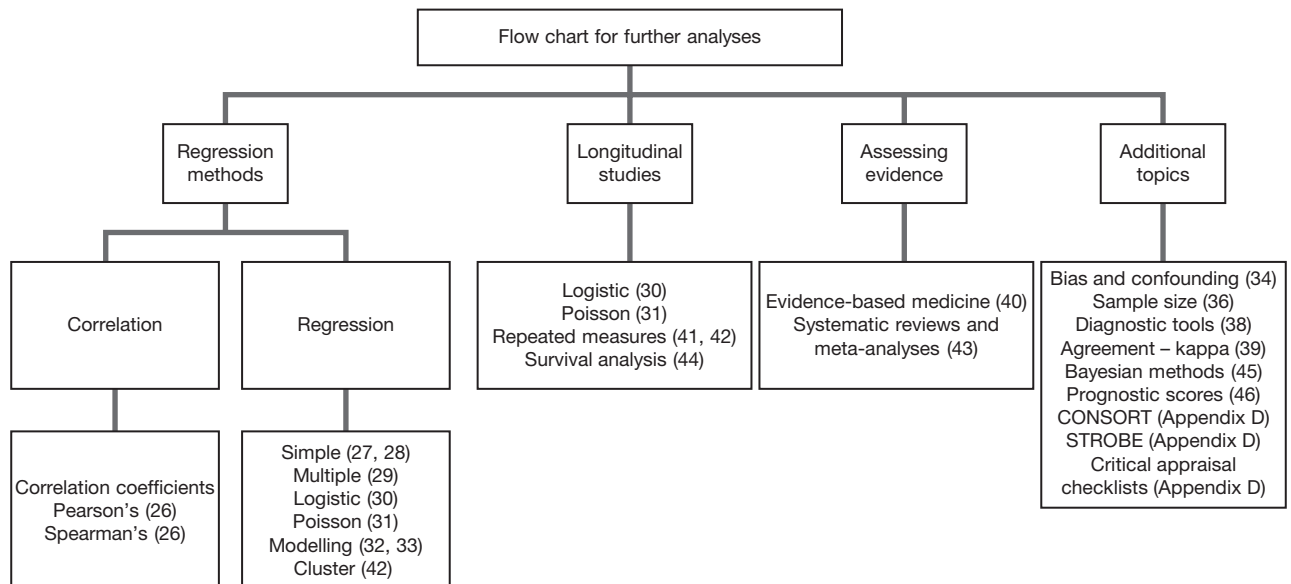 Flow chart for further analyses
Regression
methods
Longitudinal
studies
Assessing
evidence
Additional
topics
Correlation
Regression
Logistic (30)
Poisson (31)
Repeated measures (41, 42)
Survival analysis (44)
Evidence-based medicine (40)
Systematic reviews and
meta-analyses (43)
Bias and confounding (34)
Sample size (36)
Diagnostic tools (38)
Agreement – kappa (39)
Bayesian methods (45)
Prognostic scores (46)
CONSORT (Appendix D)
STROBE (Appendix D)
Critical appraisal
checklists (Appendix D)
Correlation coefficients
Pearson’s (26)
Spearman’s (26)
Simple (27, 28)
Multiple (29)
Logistic (30)
Poisson (31)
Modelling (32, 33)
Cluster (42)